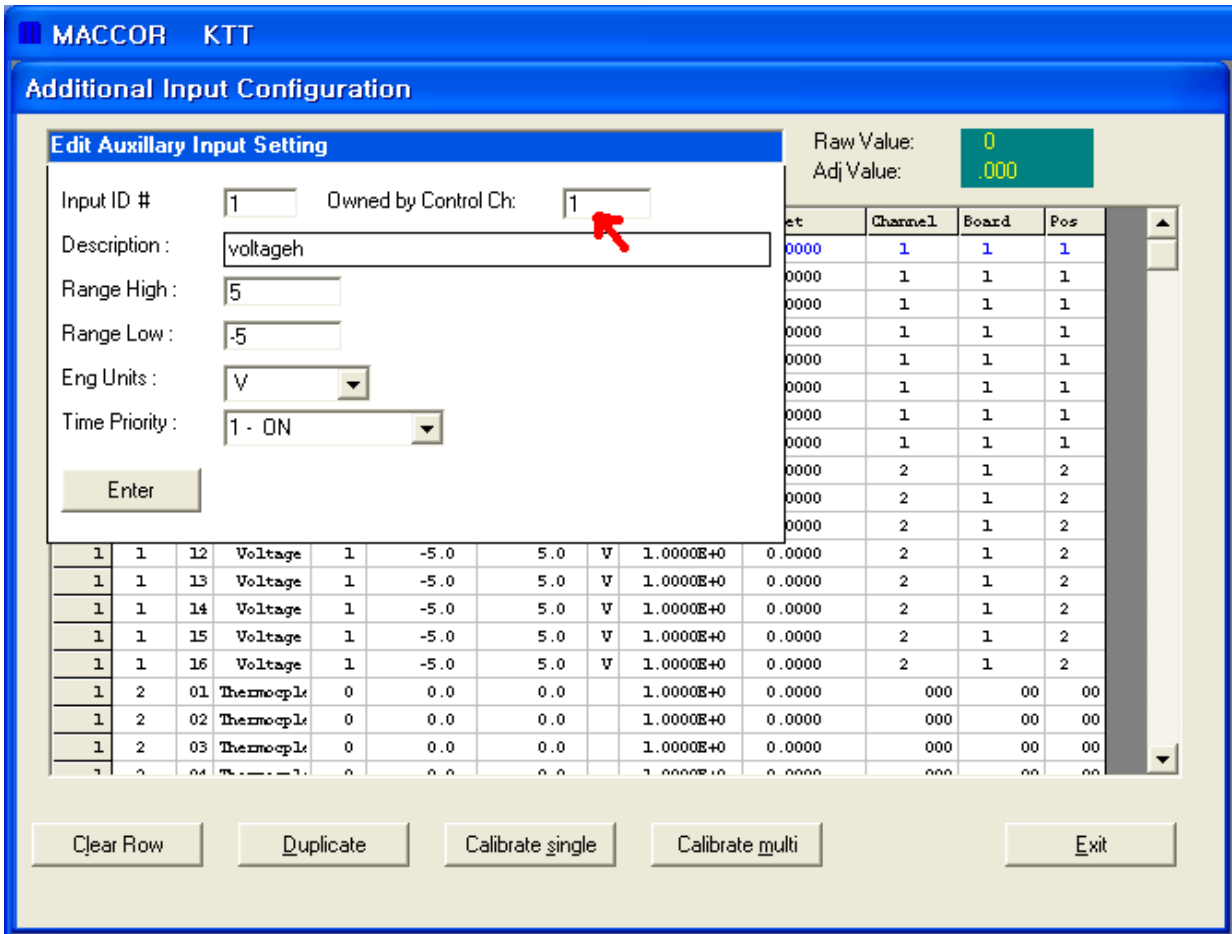 MACCOR KTT
Additional Input Configuration
Edit Auxillary Input Setting
Raw Value: 0
Adj Value: .000
Input ID # 1 Owned by Control Ch: 1
Description : voltageh
Range High : 5
Range Low : -5
Eng Units : V
Time Priority : 1 - ON
Enter
et Channel Board Pos
0000 1 1 1
0000 1 1 1
0000 1 1 1
0000 1 1 1
0000 1 1 1
0000 1 1 1
0000 1 1 1
0000 1 1 1
0000 2 1 2
0000 2 1 2
0000 2 1 2
1 1 12 Voltage 1 -5.0 5.0 V 1.0000E+0 0.0000 2 1 2
1 1 13 Voltage 1 -5.0 5.0 V 1.0000E+0 0.0000 2 1 2
1 1 14 Voltage 1 -5.0 5.0 V 1.0000E+0 0.0000 2 1 2
1 1 15 Voltage 1 -5.0 5.0 V 1.0000E+0 0.0000 2 1 2
1 1 16 Voltage 1 -5.0 5.0 V 1.0000E+0 0.0000 2 1 2
1 2 01 Thermocple 0 0.0 0.0 1.0000E+0 0.0000 000 00 00
1 2 02 Thermocple 0 0.0 0.0 1.0000E+0 0.0000 000 00 00
1 2 03 Thermocple 0 0.0 0.0 1.0000E+0 0.0000 000 00 00
Clear Row Duplicate Calibrate single Calibrate multi Exit